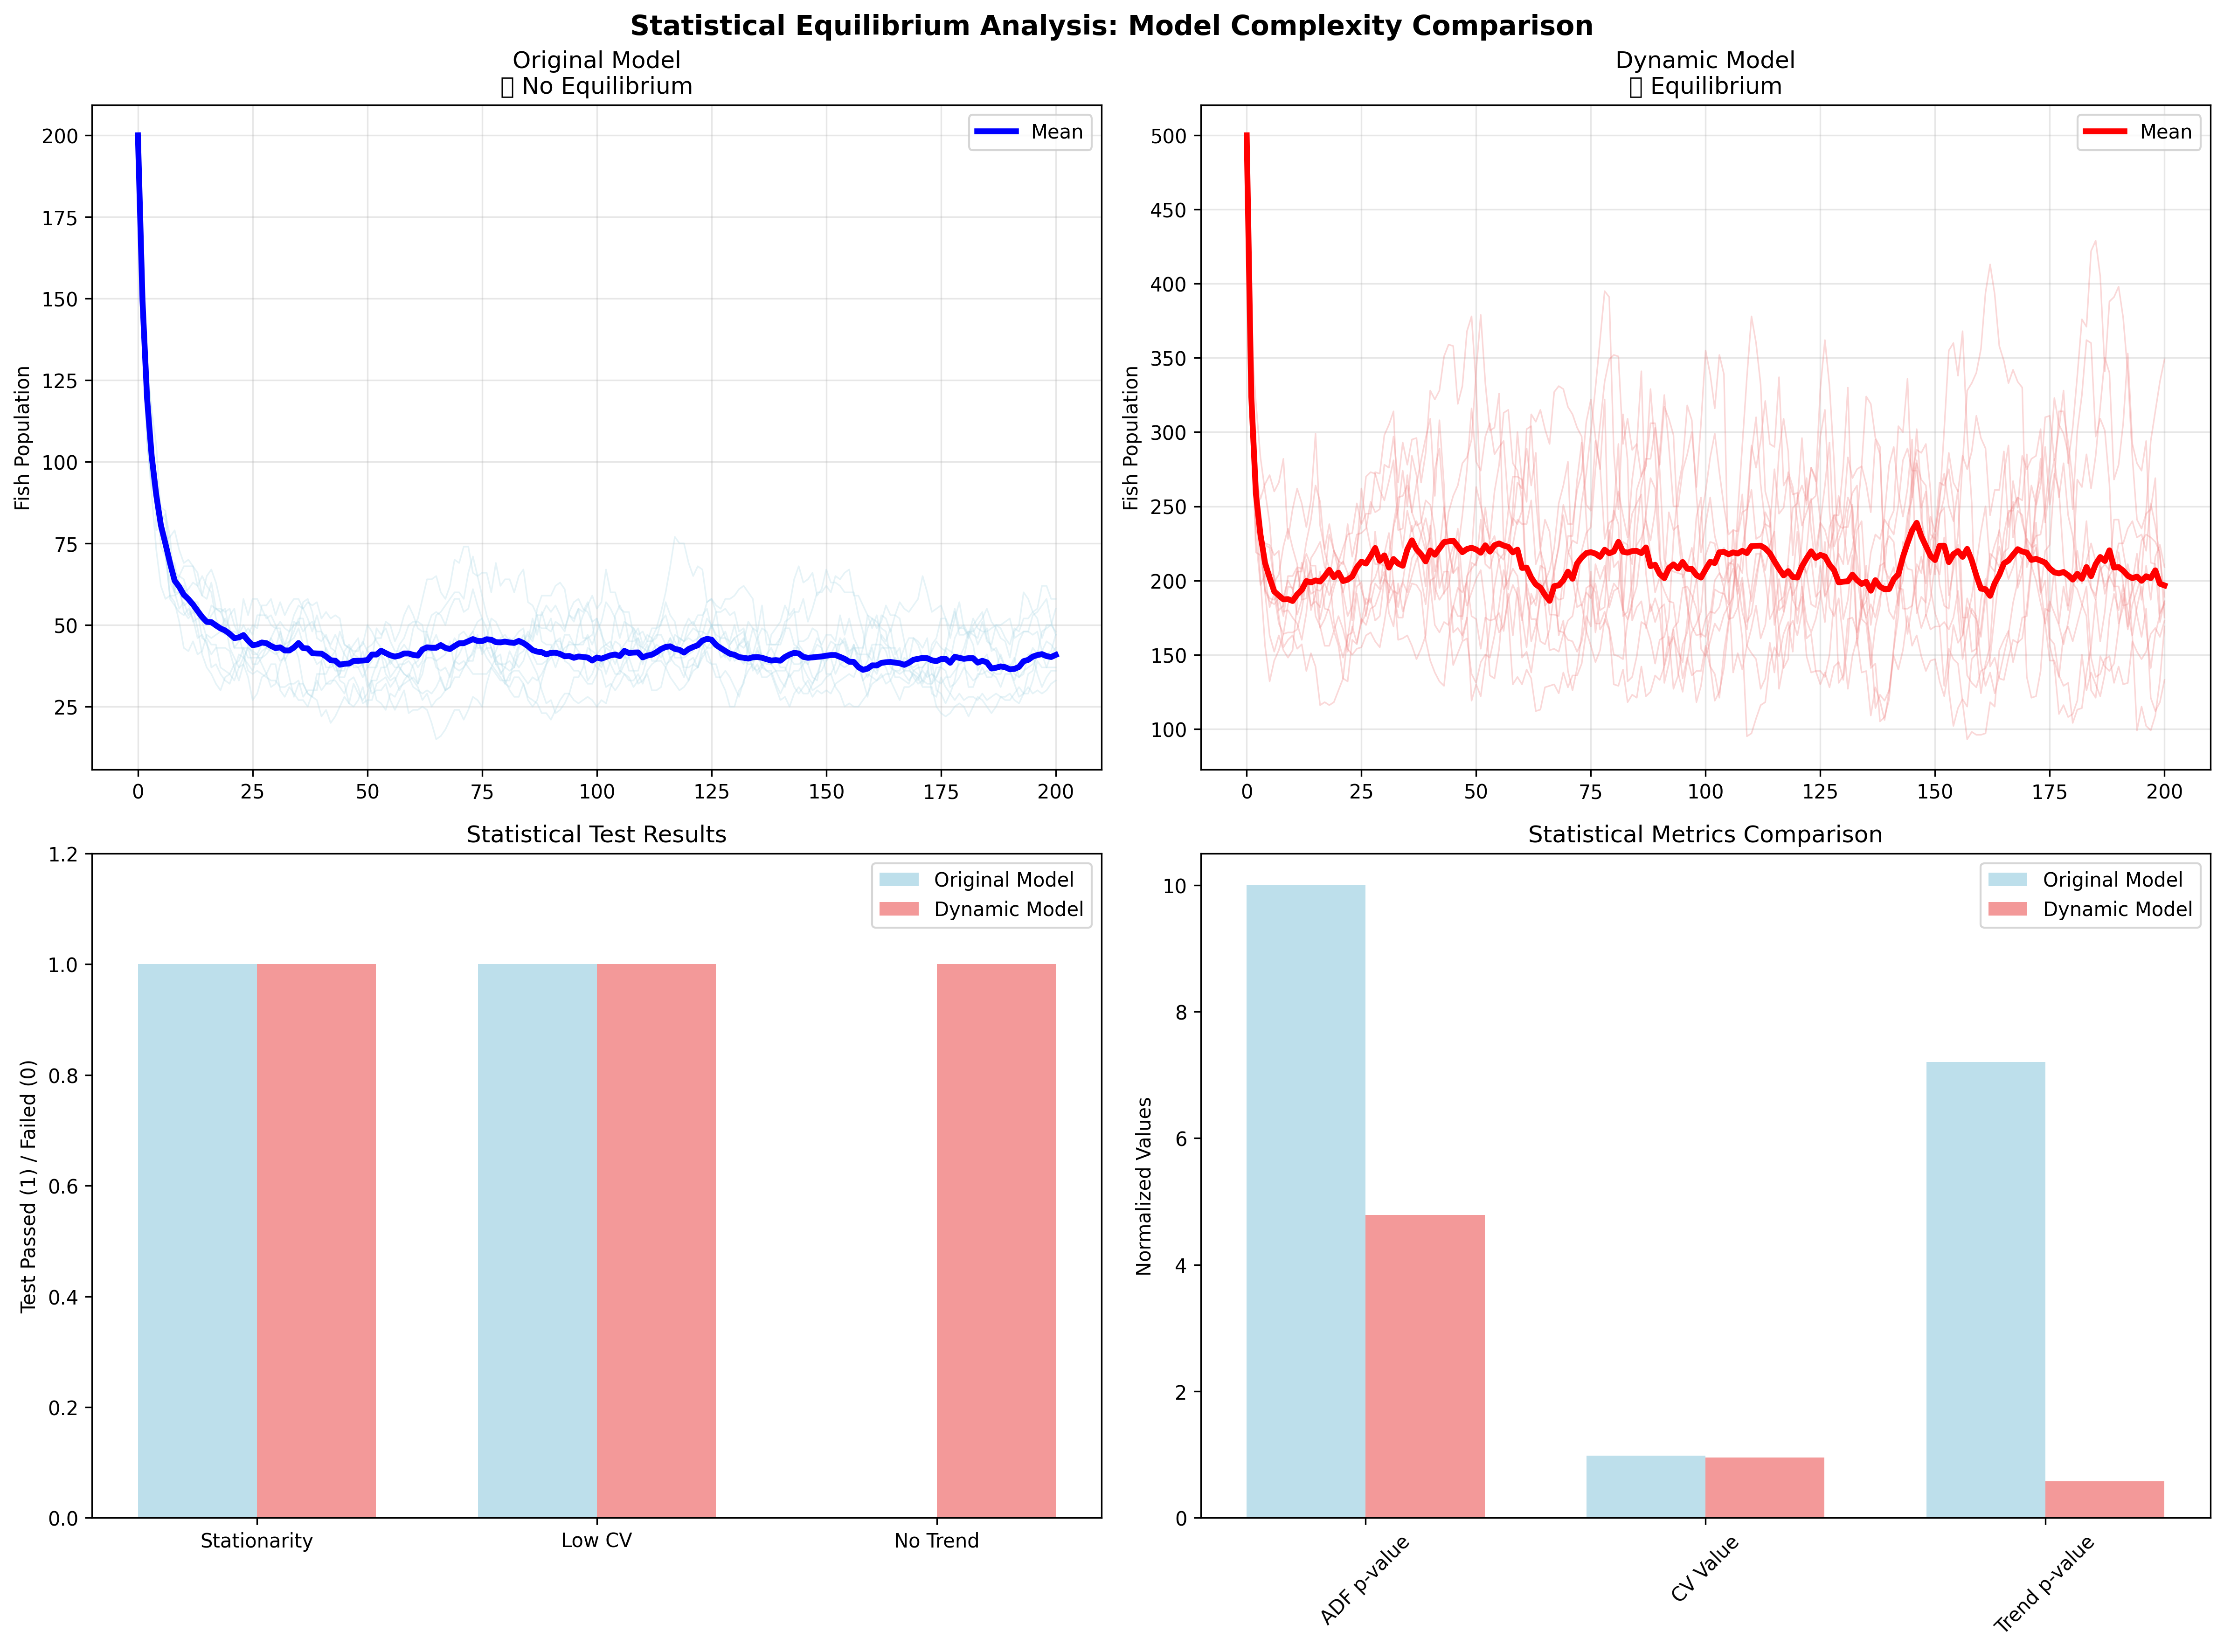 Statistical Equilibrium Analysis: Model Complexity Comparison
Original Model
▯ No Equilibrium
Fish Population
200
175
150
125
100
75
50
25
Mean
0 25 50 75 100 125 150 175 200
Dynamic Model
▯ Equilibrium
Fish Population
500
450
400
350
300
250
200
150
100
Mean
0 25 50 75 100 125 150 175 200
Statistical Test Results
Test Passed (1) / Failed (0)
1.2
1.0
0.8
0.6
0.4
0.2
0.0
Original Model
Dynamic Model
Stationarity Low CV No Trend
Statistical Metrics Comparison
Normalized Values
10
8
6
4
2
0
Original Model
Dynamic Model
ADF p-value
CV Value
Trend p-value